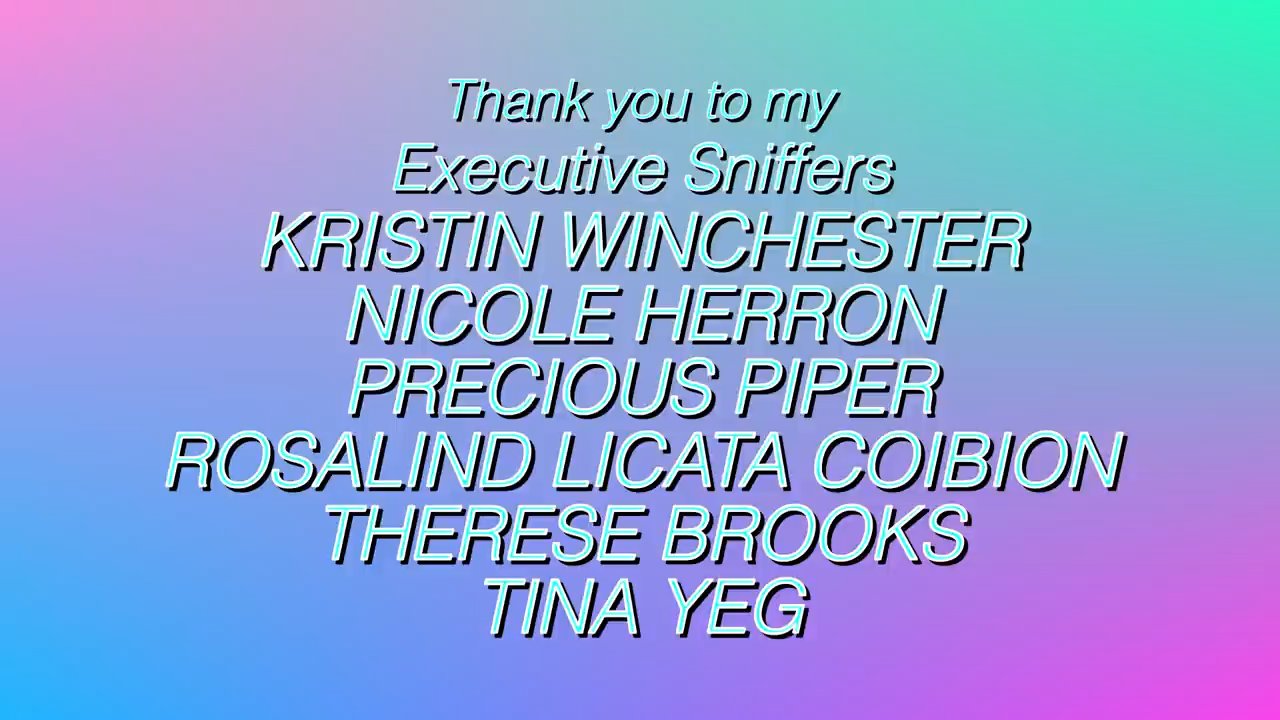 Thank you to my
Executive Sniffers
KRISTIN WINCHESTER
NICOLE HERRON
PRECIOUS PIPER
ROSALIND LICATA COIBION
THERESE BROOKS
TINA YEG